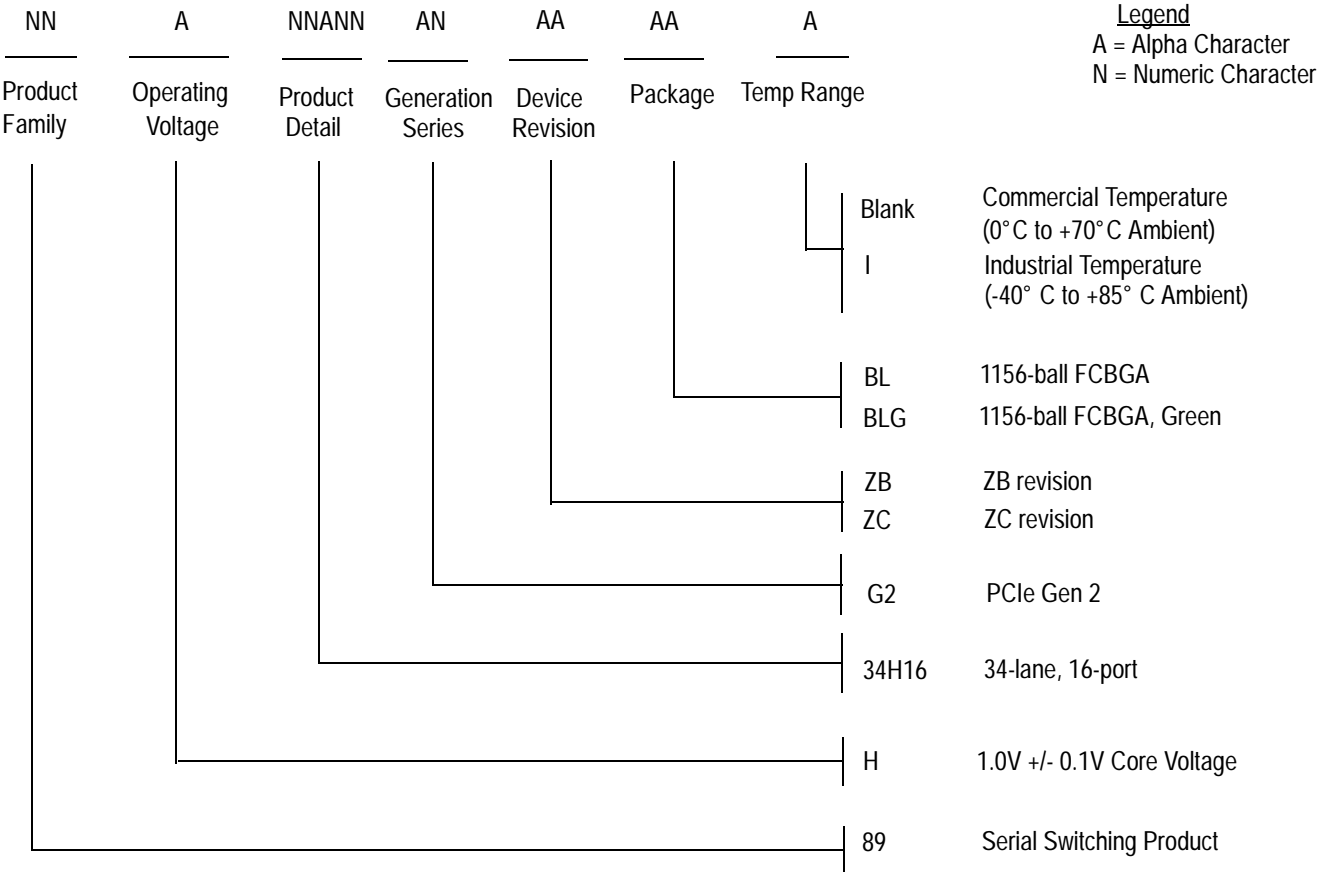 NN A NNANN AN AA AA A
Legend
A = Alpha Character
N = Numeric Character
Product Family
Operating Voltage
Product Detail
Generation Series
Device Revision
Package
Temp Range
Blank Commercial Temperature
(0°C to +70°C Ambient)
I Industrial Temperature
(-40° C to +85° C Ambient)
BL 1156-ball FCBGA
BLG 1156-ball FCBGA, Green
ZB ZB revision
ZC ZC revision
G2 PCIe Gen 2
34H16 34-lane, 16-port
H 1.0V +/- 0.1V Core Voltage
89 Serial Switching Product